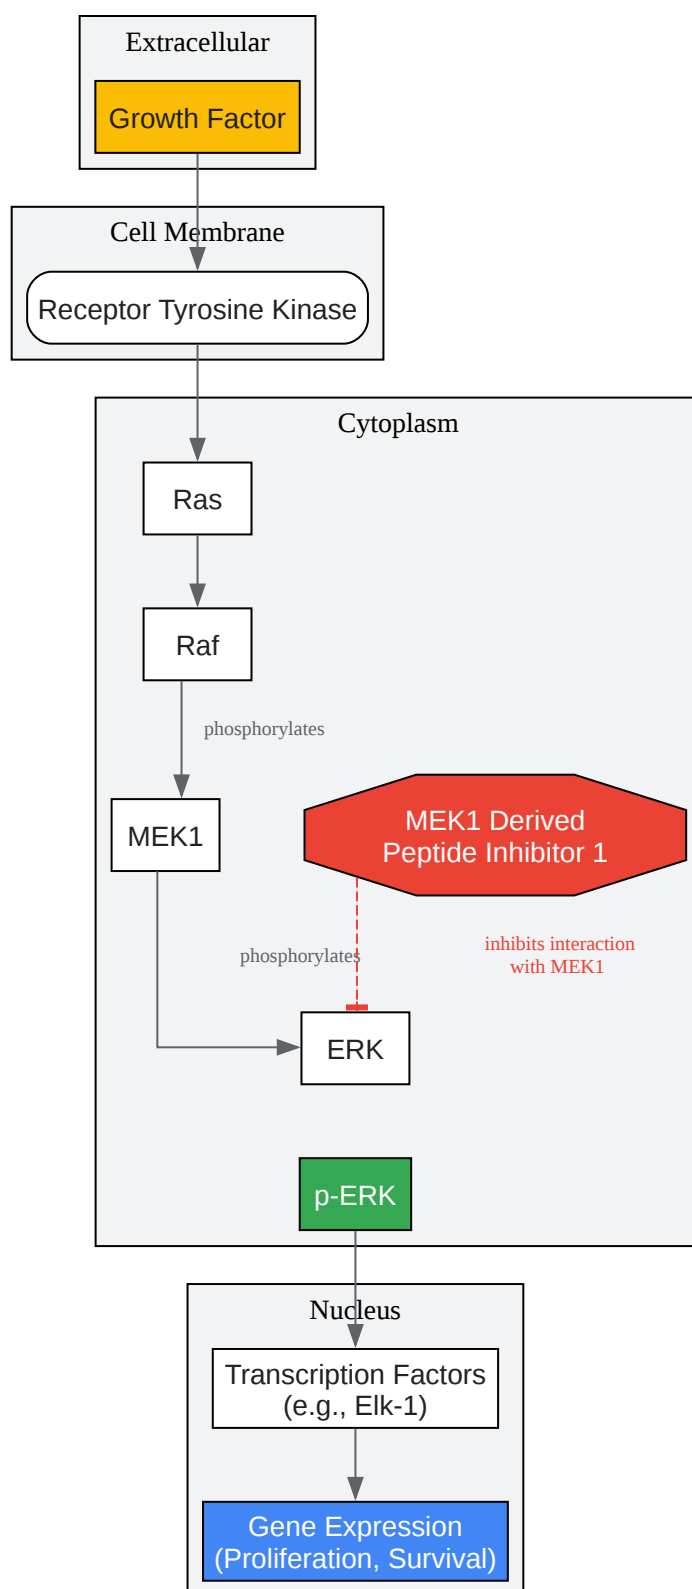 Extracellular
Growth Factor
Cell Membrane
Receptor Tyrosine Kinase
Cytoplasm
Ras
Raf
phosphorylates
MEK1
MEK1 Derived
Peptide Inhibitor 1
phosphorylates
inhibits interaction
with MEK1
ERK
p-ERK
Nucleus
Transcription Factors
(e.g., Elk-1)
Gene Expression
(Proliferation, Survival)